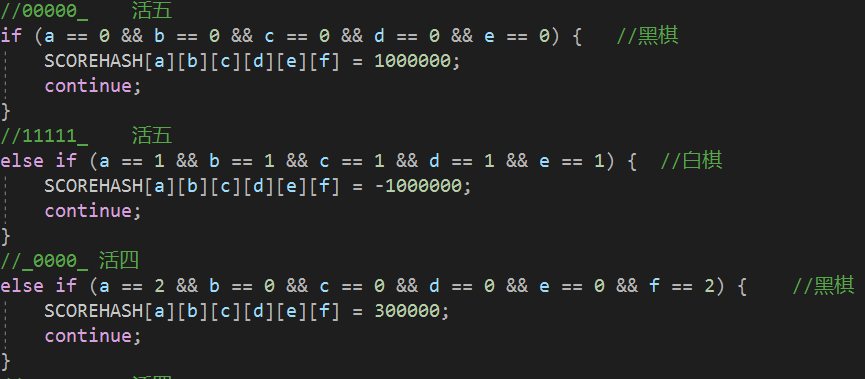 //00000_    活五
if (a == 0 && b == 0 && c == 0 && d == 0 && e == 0) {   //黑棋
    SCOREHASH[a][b][c][d][e][f] = 1000000;
    continue;
}
//11111_    活五
else if (a == 1 && b == 1 && c == 1 && d == 1 && e == 1) {  //白棋
    SCOREHASH[a][b][c][d][e][f] = -1000000;
    continue;
}
//_0000_ 活四
else if (a == 2 && b == 0 && c == 0 && d == 0 && e == 0 && f == 2) {    //黑棋
    SCOREHASH[a][b][c][d][e][f] = 300000;
    continue;
}